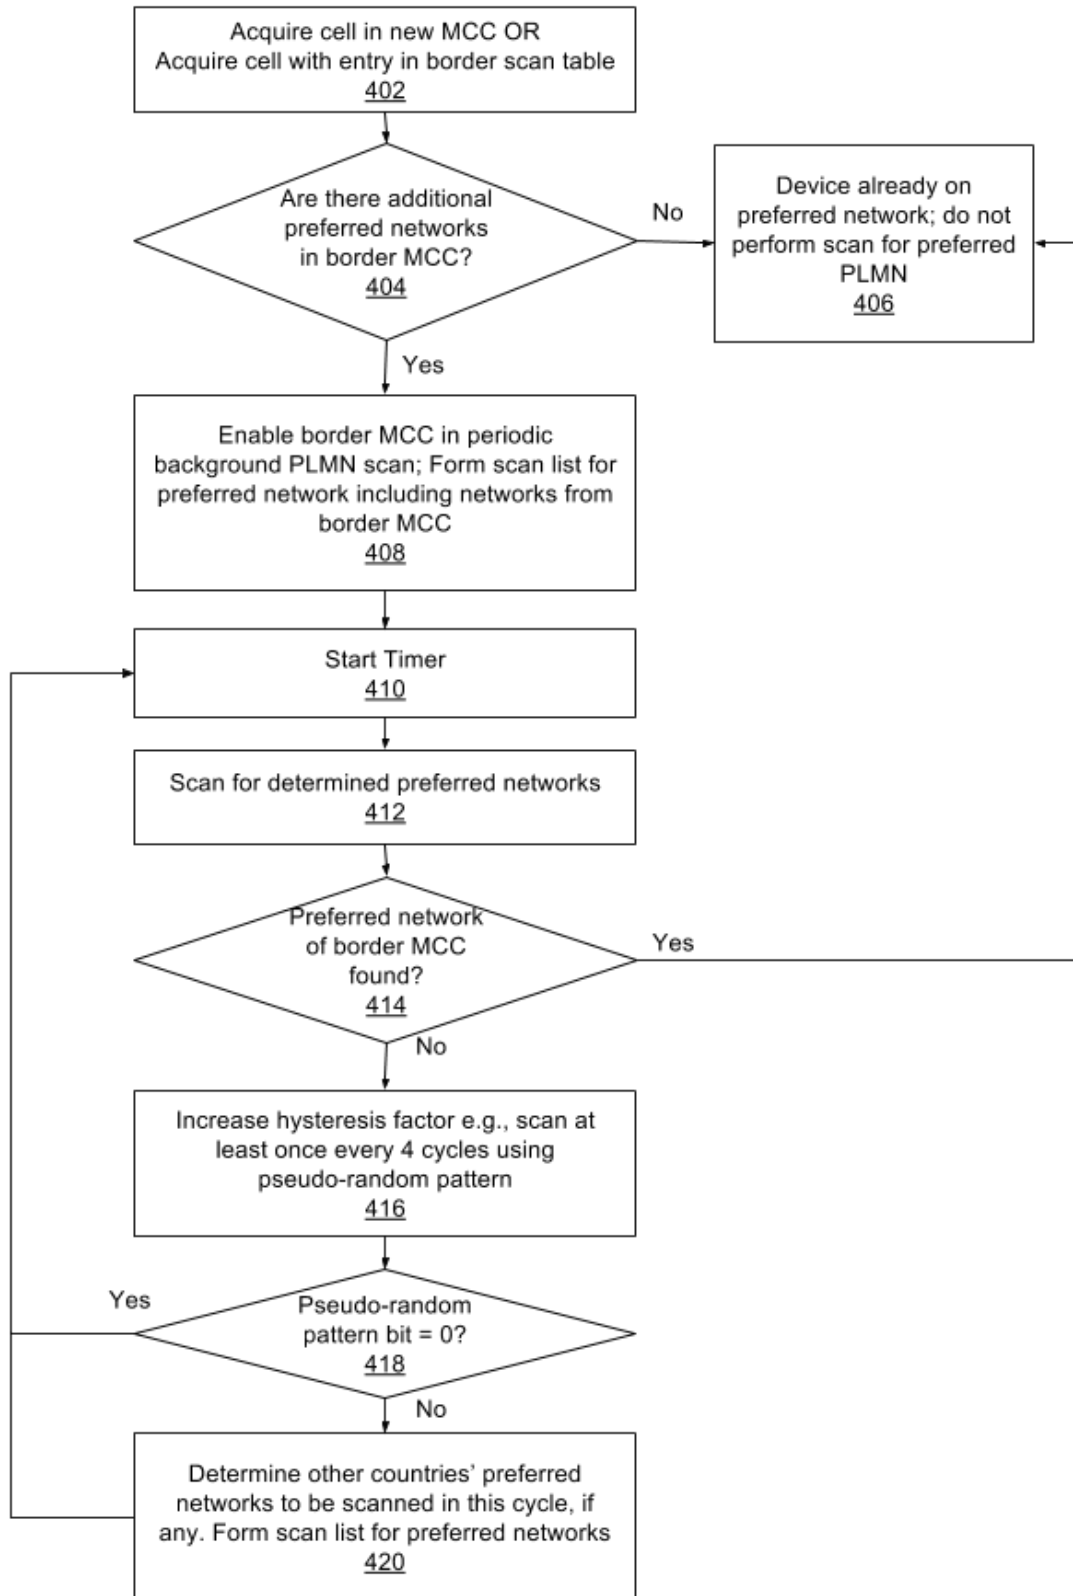 Acquire cell in new MCC OR
Acquire cell with entry in border scan table
402
Are there additional
preferred networks
in border MCC?
404
No
Device already on
preferred network; do not
perform scan for preferred
PLMN
406
Yes
Enable border MCC in periodic
background PLMN scan; Form scan list for
preferred network including networks from
border MCC
408
Start Timer
410
Scan for determined preferred networks
412
Preferred network
of border MCC
found?
414
Yes
No
Increase hysteresis factor e.g., scan at
least once every 4 cycles using
pseudo-random pattern
416
Yes
Pseudo-random
pattern bit = 0?
418
No
Determine other countries’ preferred
networks to be scanned in this cycle, if
any. Form scan list for preferred networks
420